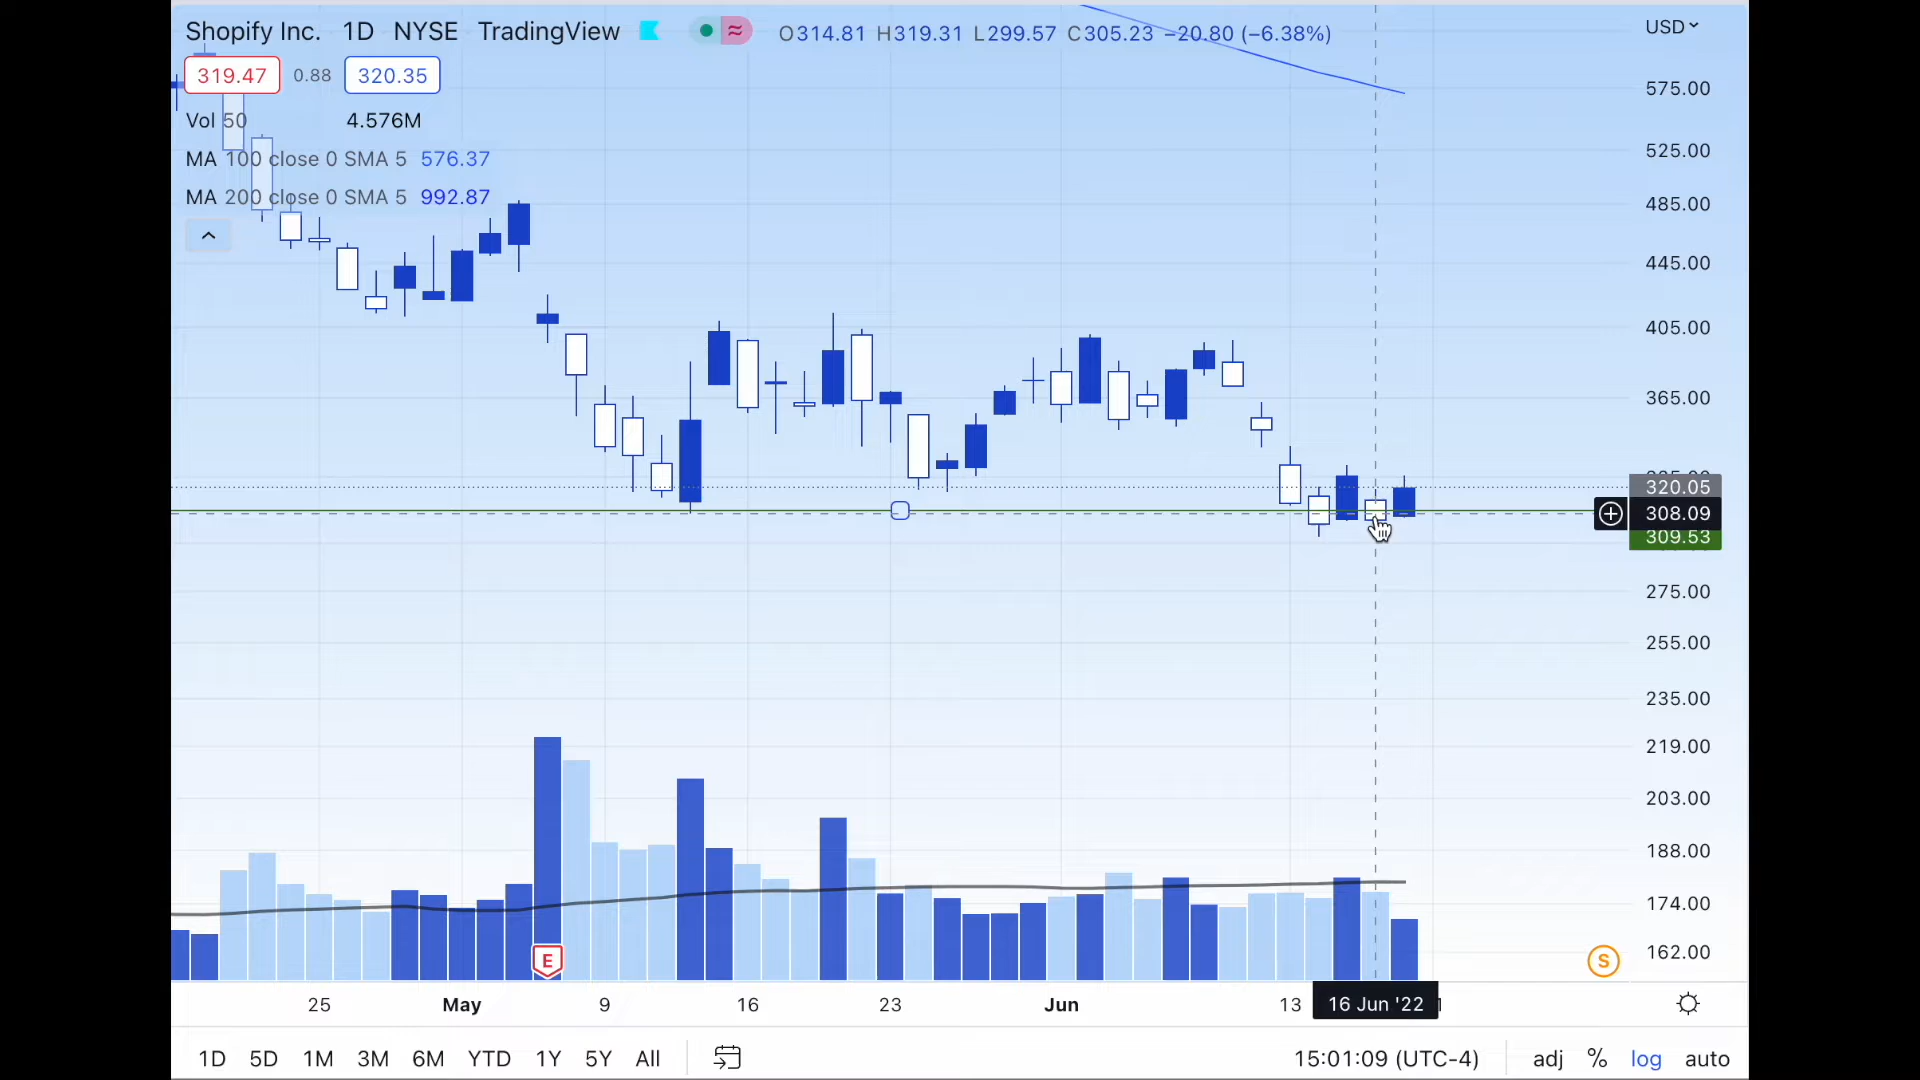 Shopify Inc. 1D NYSE TradingView O314.81 H319.31 L299.57 C305.23 −20.80 (−6.38%)
USD
319.47 0.88 320.35
Vol 50 4.576M
MA 100 close 0 SMA 5 576.37
MA 200 close 0 SMA 5 992.87
575.00
525.00
485.00
445.00
405.00
365.00
320.05
308.09
309.53
275.00
255.00
235.00
219.00
203.00
188.00
174.00
162.00
E
S
25 May 9 16 23 Jun 13 16 Jun '22
1D 5D 1M 3M 6M YTD 1Y 5Y All 15:01:09 (UTC-4) adj % log auto